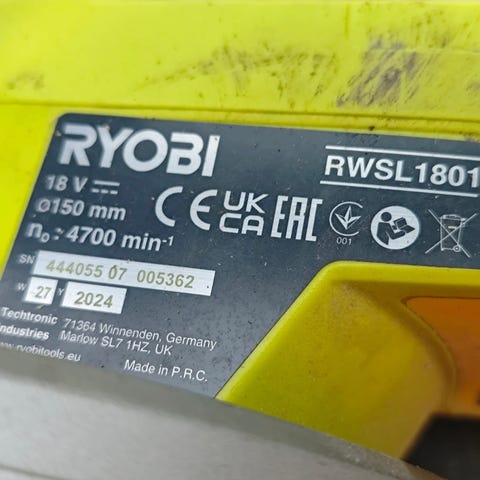 RYOBI
RWSL1801
18 V
ø150 mm
n₀ : 4700 min⁻¹
CE UK CA EAC
001
SN 444055 07 005362
W 27 Y 2024
Techtronic Industries
71364 Winnenden, Germany
Marlow SL7 1HZ, UK
www.ryobitools.eu
Made in P.R.C.